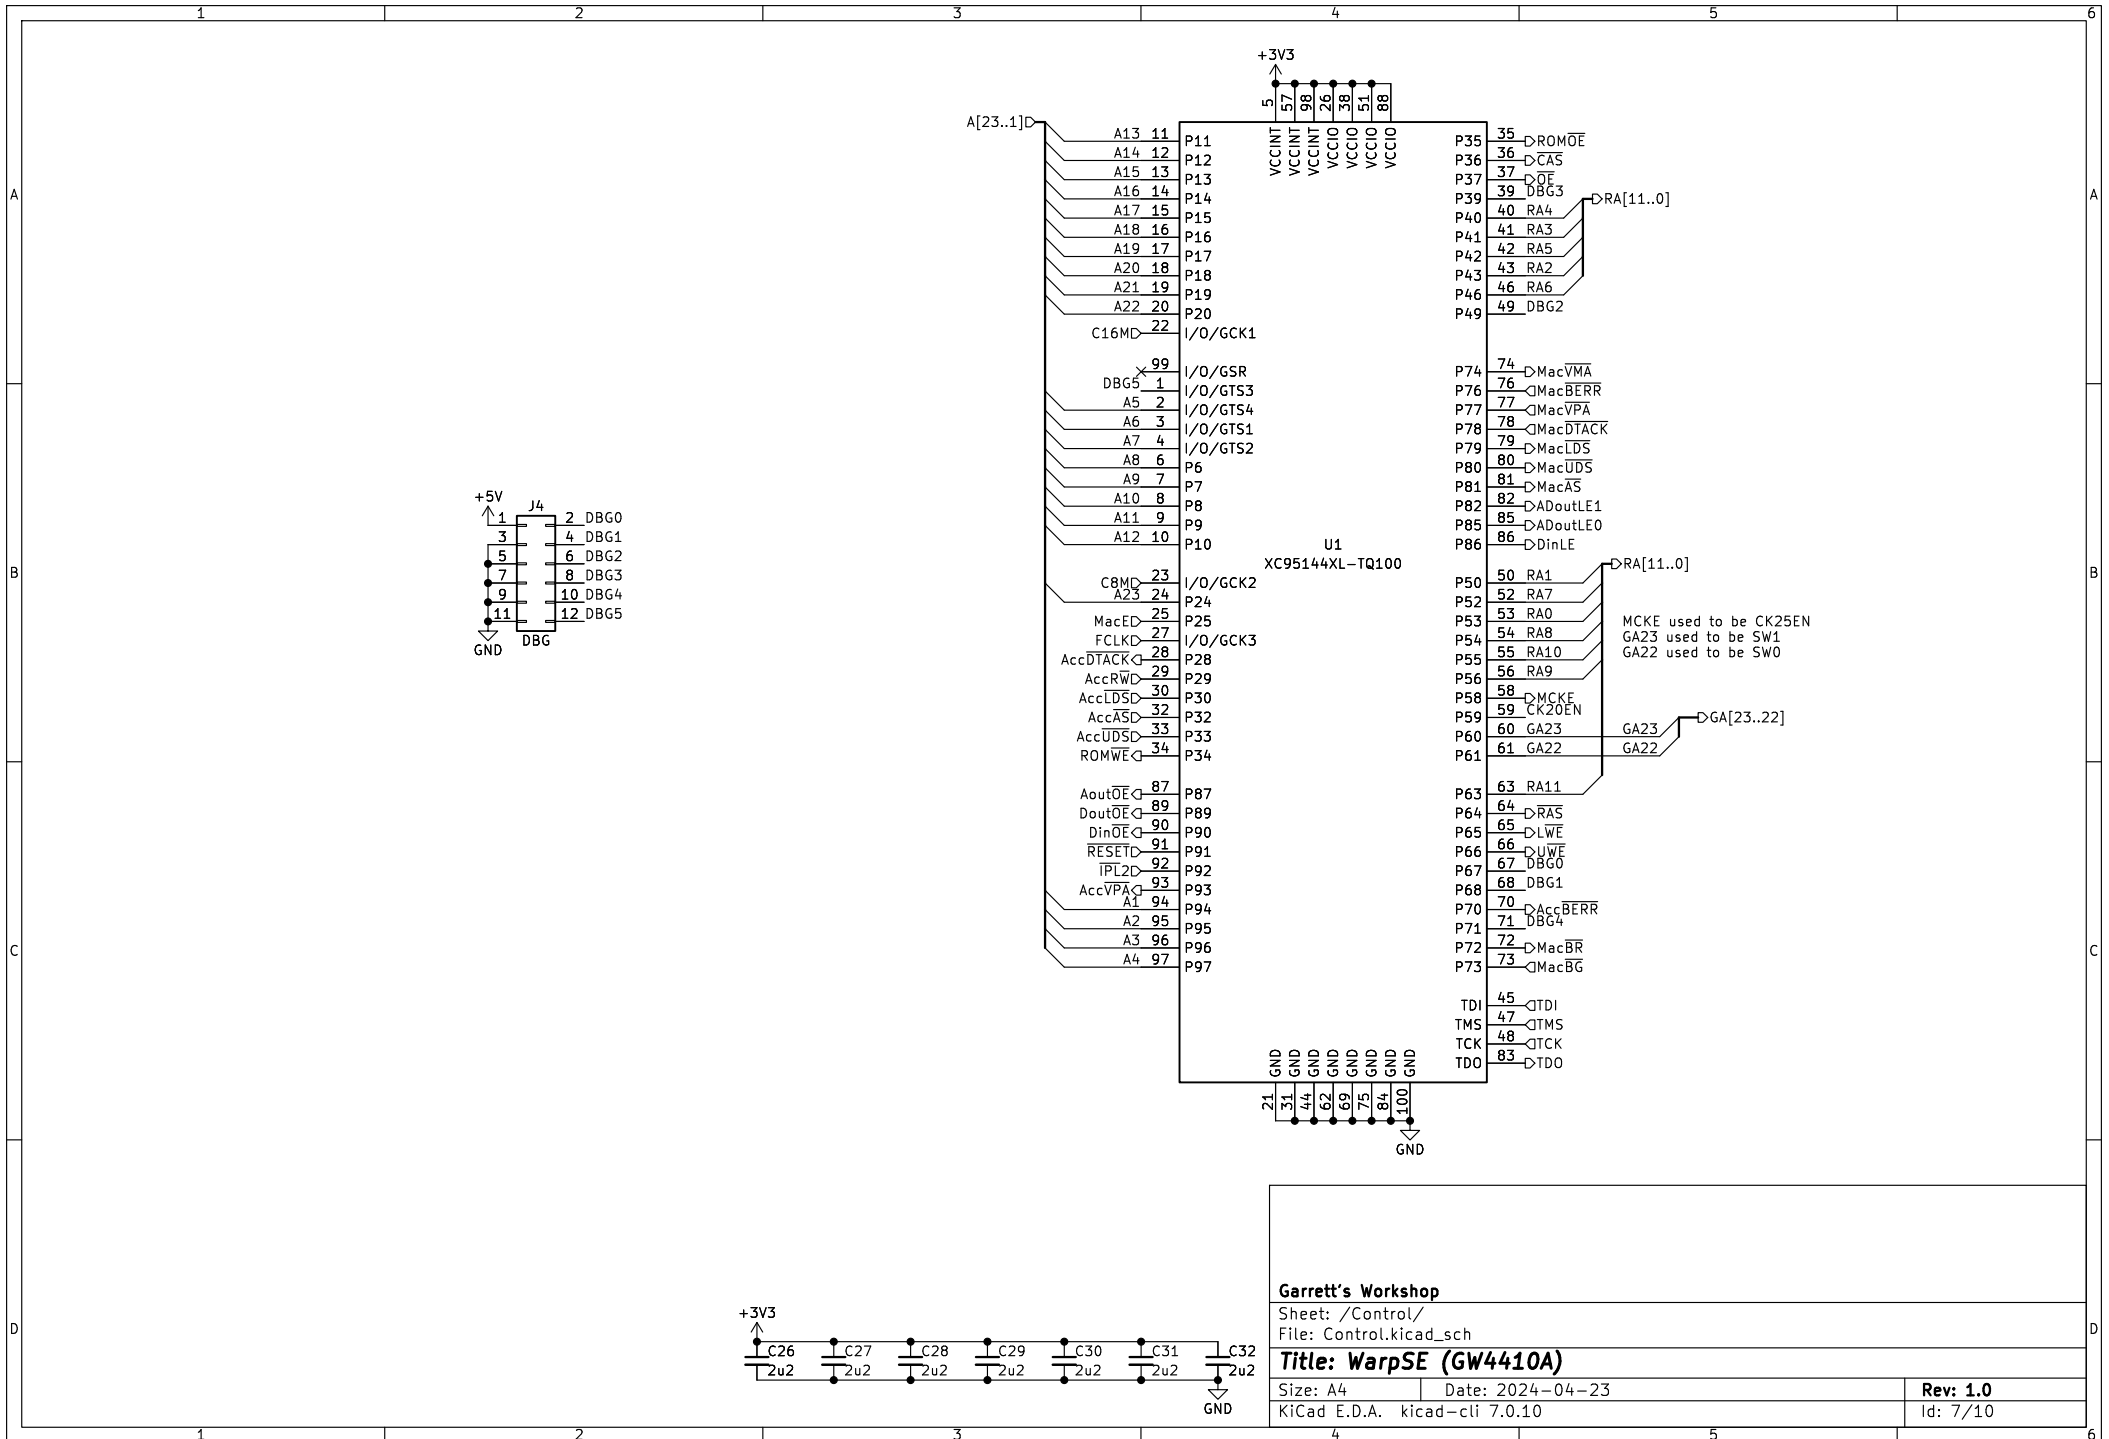 1 2 3 4 5 6
A
B
C
D
+3V3
5 57 98 26 38 51 88
VCCINT VCCINT VCCINT VCCIO VCCIO VCCIO VCCIO
A[23..1]
A13 11 P11
A14 12 P12
A15 13 P13
A16 14 P14
A17 15 P15
A18 16 P16
A19 17 P17
A20 18 P18
A21 19 P19
A22 20 P20
C16M 22 I/O/GCK1
99 I/O/GSR
DBG5 1 I/O/GTS3
A5 2 I/O/GTS4
A6 3 I/O/GTS1
A7 4 I/O/GTS2
A8 6 P6
A9 7 P7
A10 8 P8
A11 9 P9
A12 10 P10
C8M 23 I/O/GCK2
A23 24 P24
MacE 25 P25
FCLK 27 I/O/GCK3
AccDTACK 28 P28
AccRW 29 P29
AccLDS 30 P30
AccAS 32 P32
AccUDS 33 P33
ROMWE 34 P34
AoutOE 87 P87
DoutOE 89 P89
DinOE 90 P90
RESET 91 P91
IPL2 92 P92
AccVPA 93 P93
A1 94 P94
A2 95 P95
A3 96 P96
A4 97 P97
U1
XC95144XL-TQ100
P35 35 ROMOE
P36 36 CAS
P37 37 OE
P39 39 DBG3
RA[11..0]
P40 40 RA4
P41 41 RA3
P42 42 RA5
P43 43 RA2
P46 46 RA6
P49 49 DBG2
P74 74 MacVMA
P76 76 MacBERR
P77 77 MacVPA
P78 78 MacDTACK
P79 79 MacLDS
P80 80 MacUDS
P81 81 MacAS
P82 82 ADoutLE1
P85 85 ADoutLE0
P86 86 DinLE
RA[11..0]
P50 50 RA1
P52 52 RA7
P53 53 RA0
P54 54 RA8
P55 55 RA10
P56 56 RA9
P58 58 MCKE
P59 59 CK20EN
P60 60 GA23 GA23
P61 61 GA22 GA22
GA[23..22]
MCKE used to be CK25EN
GA23 used to be SW1
GA22 used to be SW0
P63 63 RA11
P64 64 RAS
P65 65 LWE
P66 66 UWE
P67 67 DBG0
P68 68 DBG1
P70 70 AccBERR
P71 71 DBG4
P72 72 MacBR
P73 73 MacBG
TDI 45 TDI
TMS 47 TMS
TCK 48 TCK
TDO 83 TDO
GND GND GND GND GND GND GND GND
21 31 44 62 69 75 84 100
GND
+5V
J4
1 2 DBG0
3 4 DBG1
5 6 DBG2
7 8 DBG3
9 10 DBG4
11 12 DBG5
DBG
GND
+3V3
C26 C27 C28 C29 C30 C31 C32
2u2 2u2 2u2 2u2 2u2 2u2 2u2
GND
Garrett's Workshop
Sheet: /Control/
File: Control.kicad_sch
Title: WarpSE (GW4410A)
Size: A4 Date: 2024-04-23 Rev: 1.0
KiCad E.D.A. kicad-cli 7.0.10 Id: 7/10
A
B
C
D
1 2 3 4 5 6